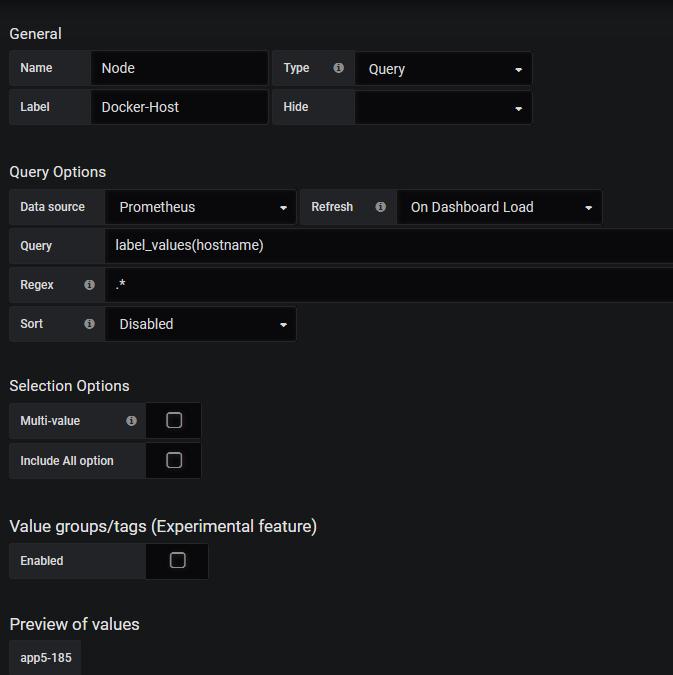 General
Name Node Type Query
Label Docker-Host Hide
Query Options
Data source Prometheus Refresh On Dashboard Load
Query label_values(hostname)
Regex .*
Sort Disabled
Selection Options
Multi-value
Include All option
Value groups/tags (Experimental feature)
Enabled
Preview of values
app5-185